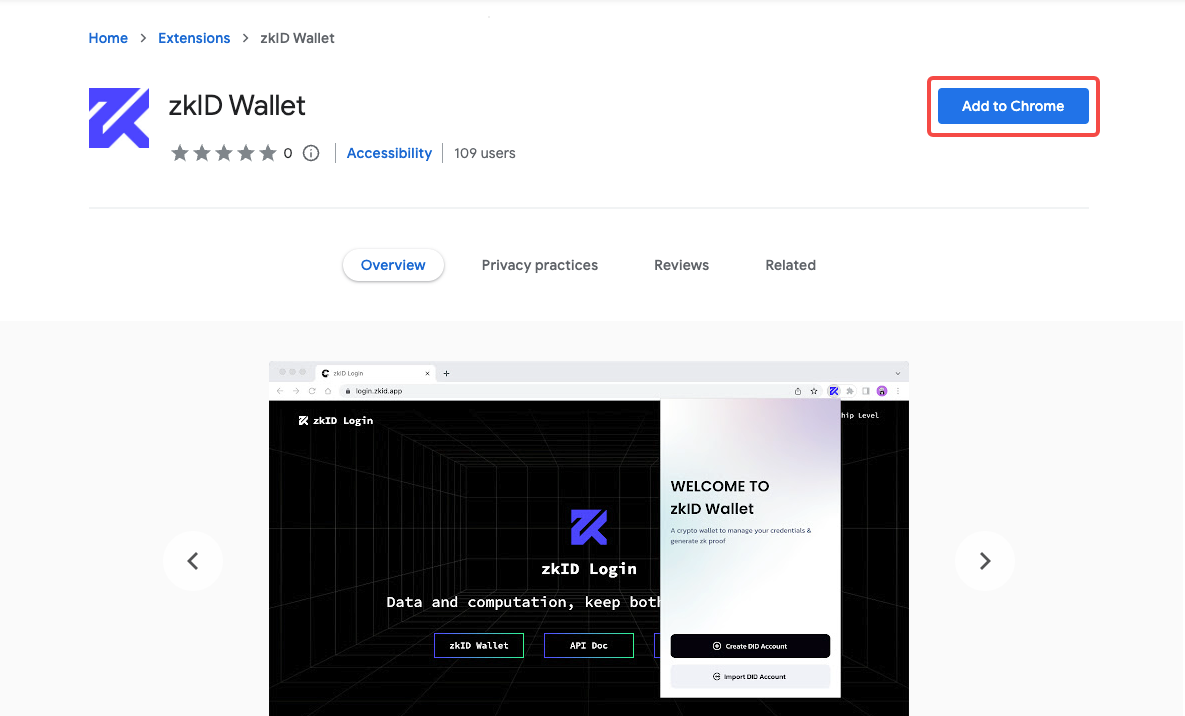 Home > Extensions > zkID Wallet
zkID Wallet
Add to Chrome
0 Accessibility 109 users
Overview Privacy practices Reviews Related
zkID Login
login.zkid.app
zkID Login
hip Level
WELCOME TO
zkID Wallet
A crypto wallet to manage your credentials &
generate zk proof
zkID Login
Data and computation, keep both
zkID Wallet API Doc
Create DID Account
Import DID Account